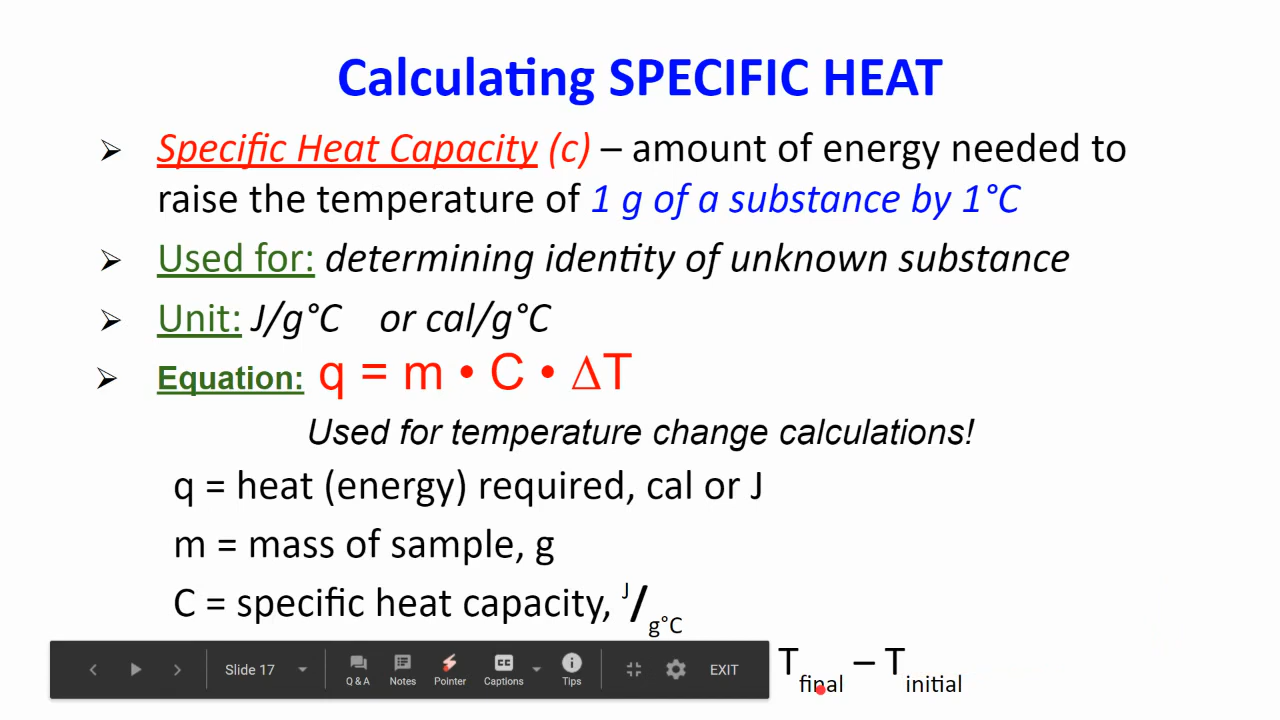 Calculating SPECIFIC HEAT
➢ Specific Heat Capacity (c) – amount of energy needed to
raise the temperature of 1 g of a substance by 1°C
➢ Used for: determining identity of unknown substance
➢ Unit: J/g°C or cal/g°C
➢ Equation: q = m • C • ΔT
Used for temperature change calculations!
q = heat (energy) required, cal or J
m = mass of sample, g
C = specific heat capacity, J/g°C
Tfinal – Tinitial
Slide 17
Q & A Notes Pointer Captions Tips EXIT